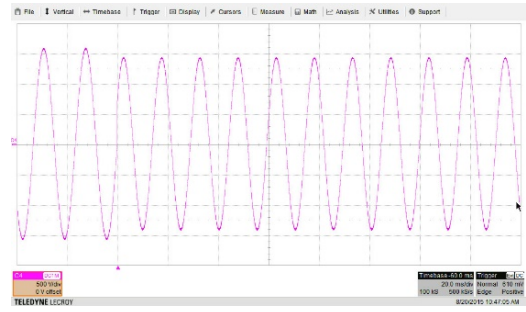 File Vertical Timebase Trigger Display Cursors Measure Math Analysis Utilities Support
C4
500 V/div
0 V offset
Timebase -60.0 ms
20.0 ms/div
100 kS 500 kS/s
Trigger
Normal 510 mV
Edge Positive
TELEDYNE LECROY
8/20/2015 10:47:05 AM